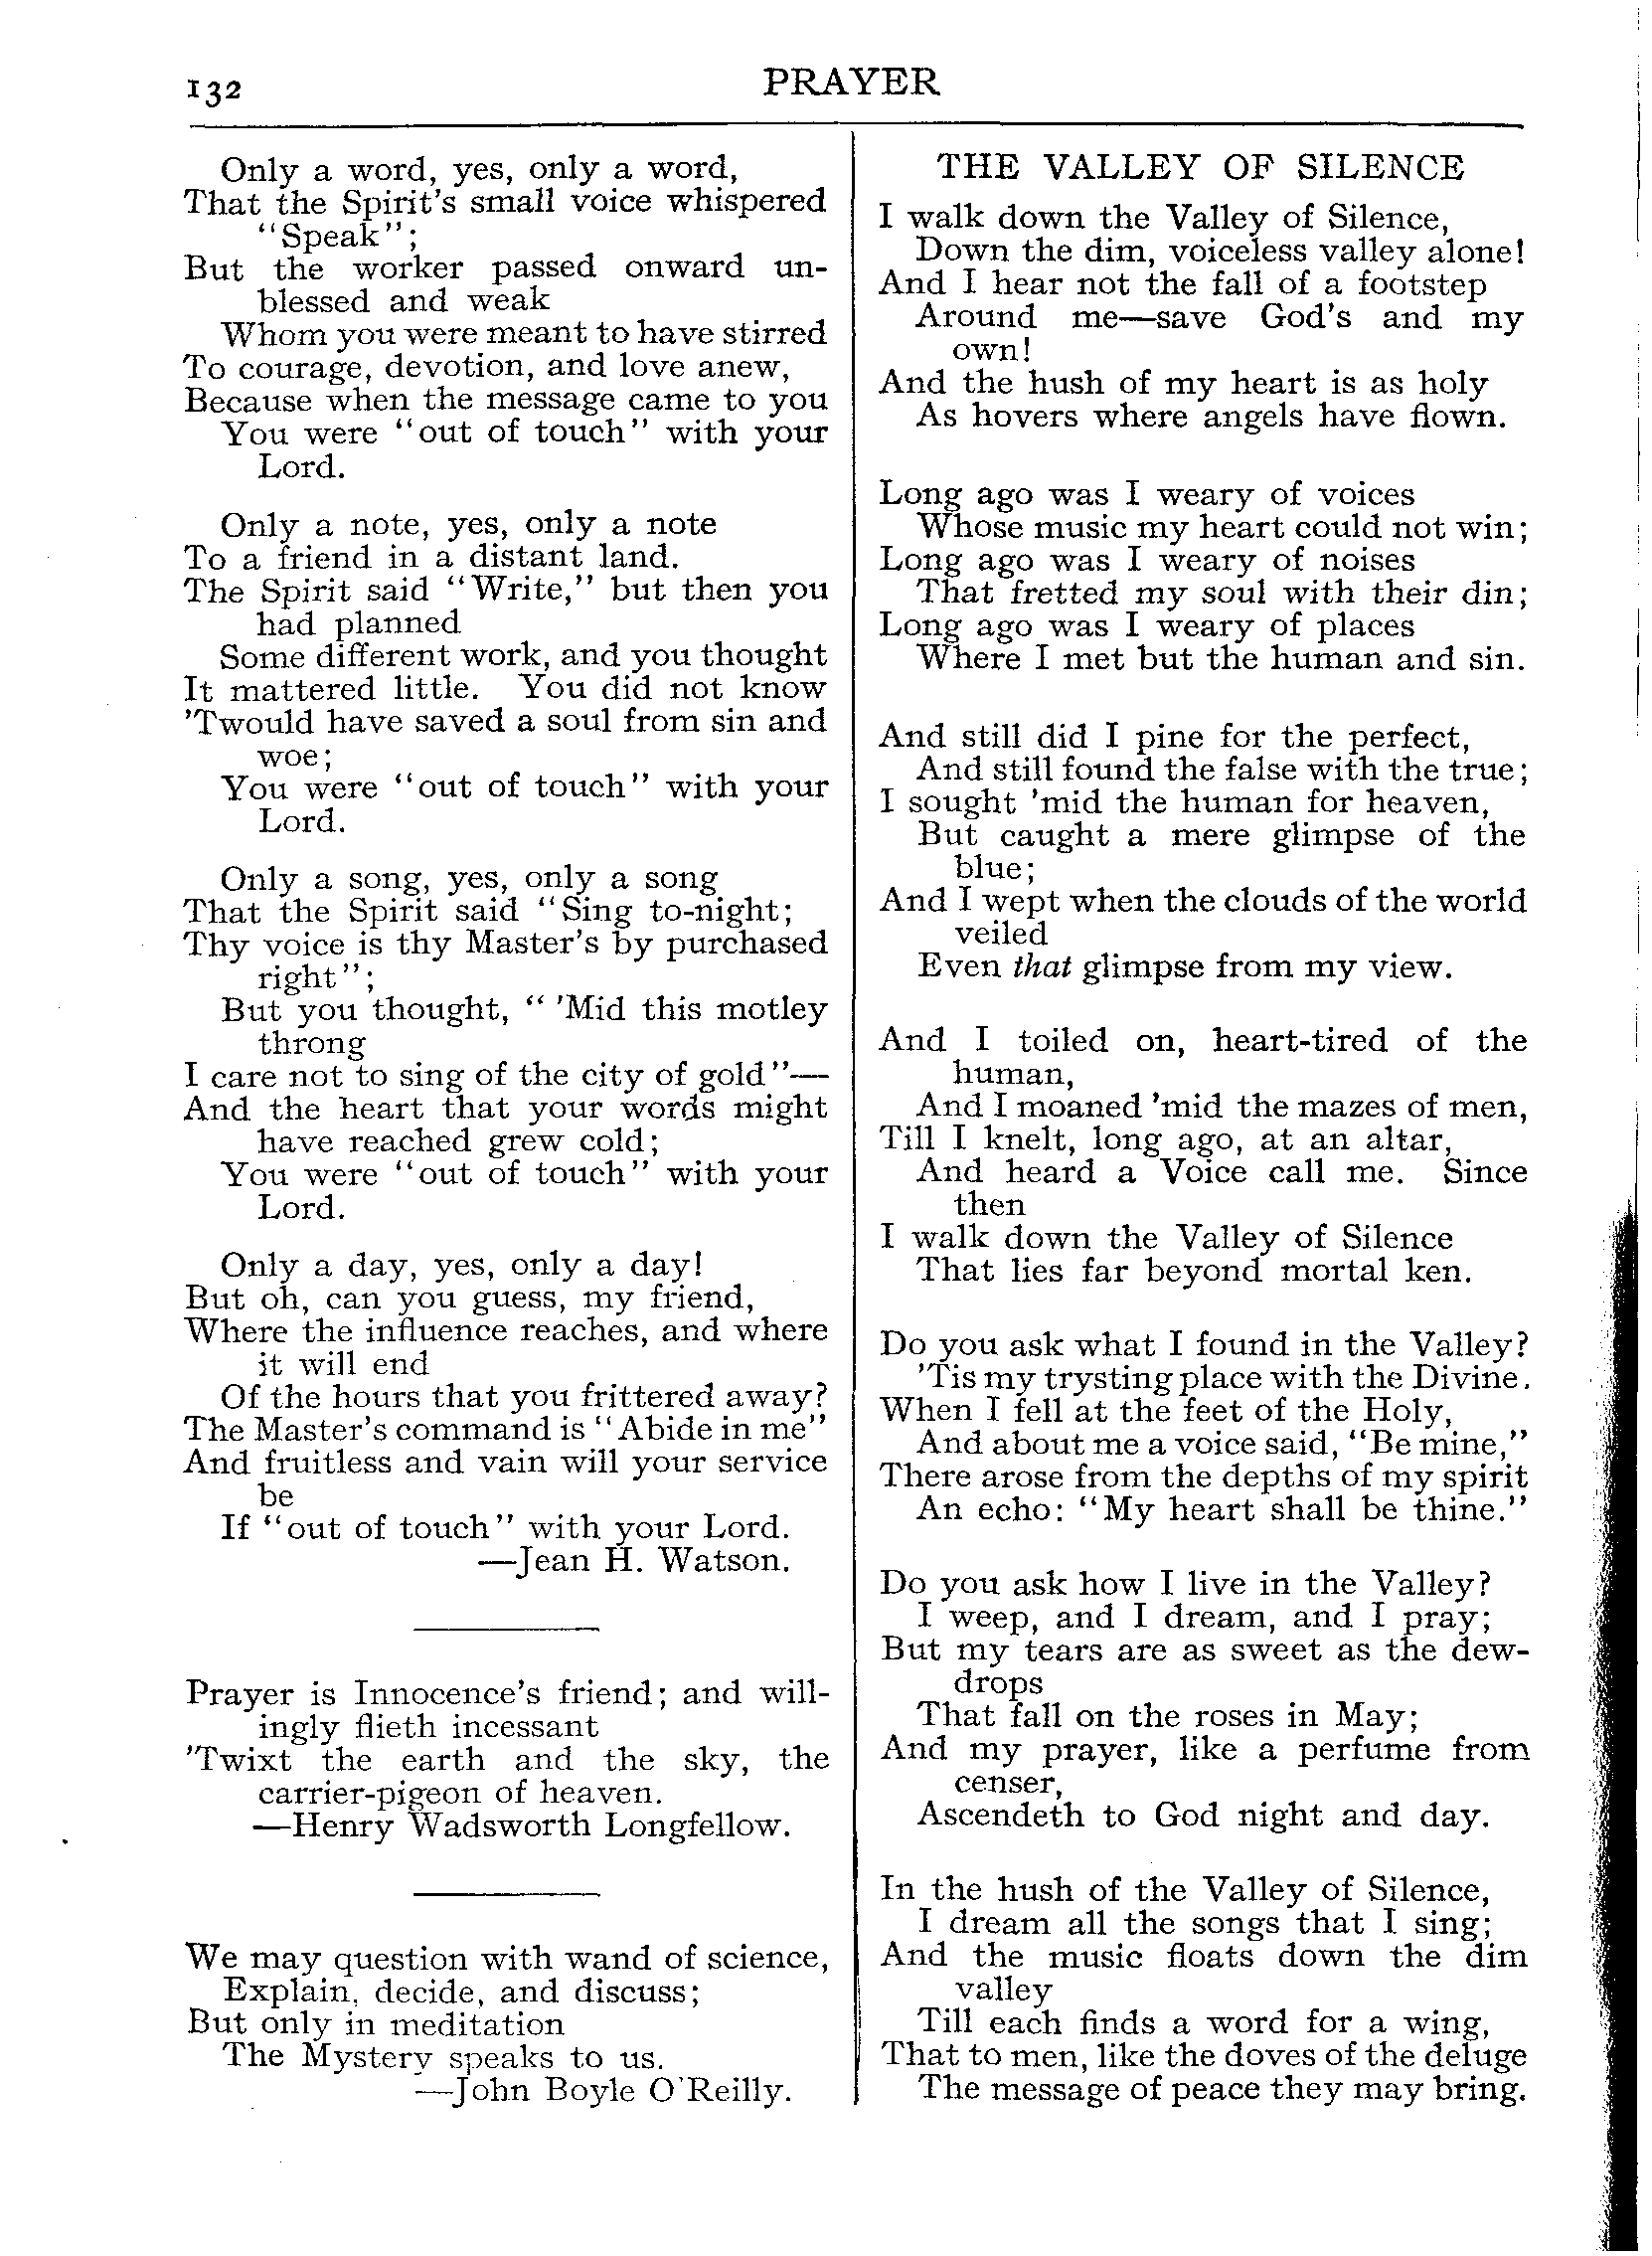 132
PRAYER
Only a word, yes, only a word,
That the Spirit's small voice whispered
"Speak";
But the worker passed onward un-
blessed and weak
Whom you were meant to have stirred
To courage, devotion, and love anew,
Because when the message came to you
You were "out of touch" with your
Lord.
Only a note, yes, only a note
To a friend in a distant land.
The Spirit said "Write," but then you
had planned
Some different work, and you thought
It mattered little. You did not know
'Twould have saved a soul from sin and
woe;
You were "out of touch" with your
Lord.
Only a song, yes, only a song
That the Spirit said "Sing to-night;
Thy voice is thy Master's by purchased
right";
But you thought, "'Mid this motley
throng
I care not to sing of the city of gold"—
And the heart that your words might
have reached grew cold;
You were "out of touch" with your
Lord.
Only a day, yes, only a day!
But oh, can you guess, my friend,
Where the influence reaches, and where
it will end
Of the hours that you frittered away?
The Master's command is "Abide in me"
And fruitless and vain will your service
be
If "out of touch" with your Lord.
—Jean H. Watson.
Prayer is Innocence's friend; and will-
ingly flieth incessant
'Twixt the earth and the sky, the
carrier-pigeon of heaven.
—Henry Wadsworth Longfellow.
We may question with wand of science,
Explain, decide, and discuss;
But only in meditation
The Mystery speaks to us.
—John Boyle O'Reilly.
THE VALLEY OF SILENCE
I walk down the Valley of Silence,
Down the dim, voiceless valley alone!
And I hear not the fall of a footstep
Around me—save God's and my
own!
And the hush of my heart is as holy
As hovers where angels have flown.
Long ago was I weary of voices
Whose music my heart could not win;
Long ago was I weary of noises
That fretted my soul with their din;
Long ago was I weary of places
Where I met but the human and sin.
And still did I pine for the perfect,
And still found the false with the true;
I sought 'mid the human for heaven,
But caught a mere glimpse of the
blue;
And I wept when the clouds of the world
veiled
Even that glimpse from my view.
And I toiled on, heart-tired of the
human,
And I moaned 'mid the mazes of men,
Till I knelt, long ago, at an altar,
And heard a Voice call me. Since
then
I walk down the Valley of Silence
That lies far beyond mortal ken.
Do you ask what I found in the Valley?
'Tis my trysting place with the Divine.
When I fell at the feet of the Holy,
And about me a voice said, "Be mine,"
There arose from the depths of my spirit
An echo: "My heart shall be thine."
Do you ask how I live in the Valley?
I weep, and I dream, and I pray;
But my tears are as sweet as the dew-
drops
That fall on the roses in May;
And my prayer, like a perfume from
censer,
Ascendeth to God night and day.
In the hush of the Valley of Silence,
I dream all the songs that I sing;
And the music floats down the dim
valley
Till each finds a word for a wing,
That to men, like the doves of the deluge
The message of peace they may bring.